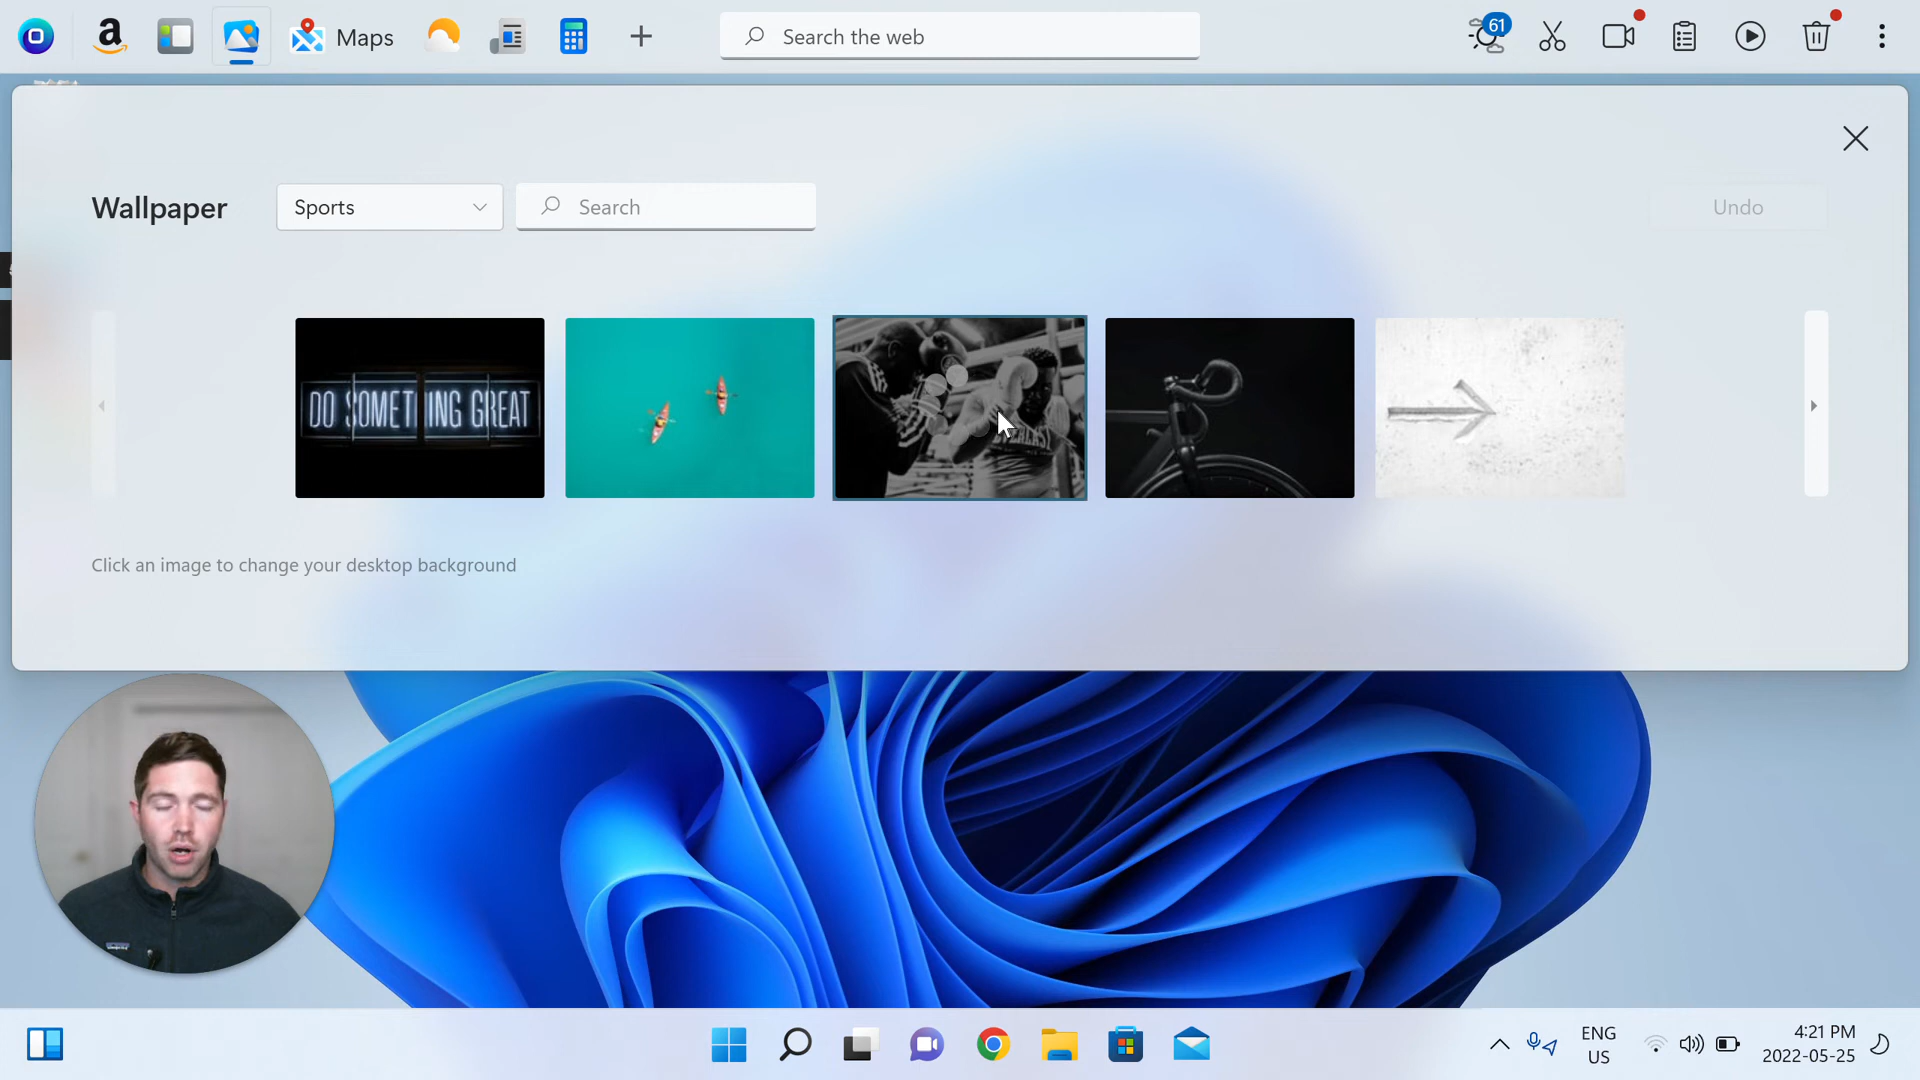 a
Maps
Search the web
61
Wallpaper
Sports
Search
Undo
DO SOMETHING GREAT
EVERLAST
Click an image to change your desktop background
ENG
US
4:21 PM
2022-05-25